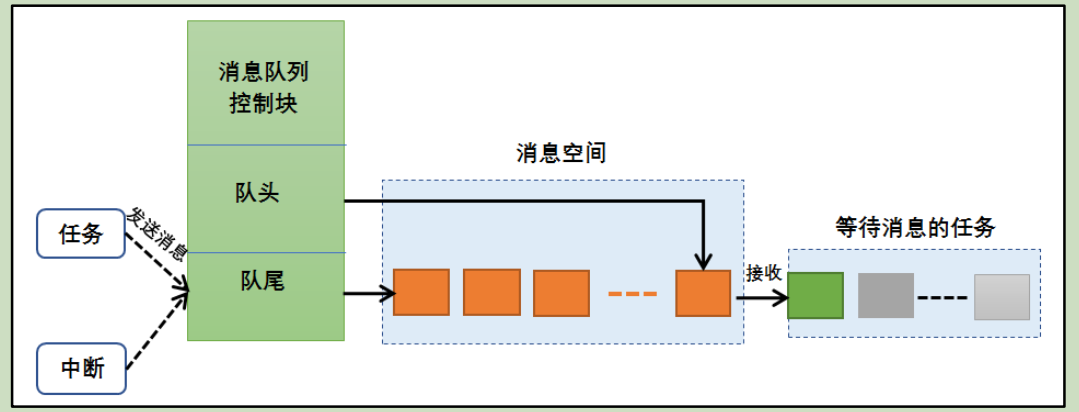 消息队列
控制块
队头
队尾
任务
中断
发送消息
消息空间
接收
等待消息的任务